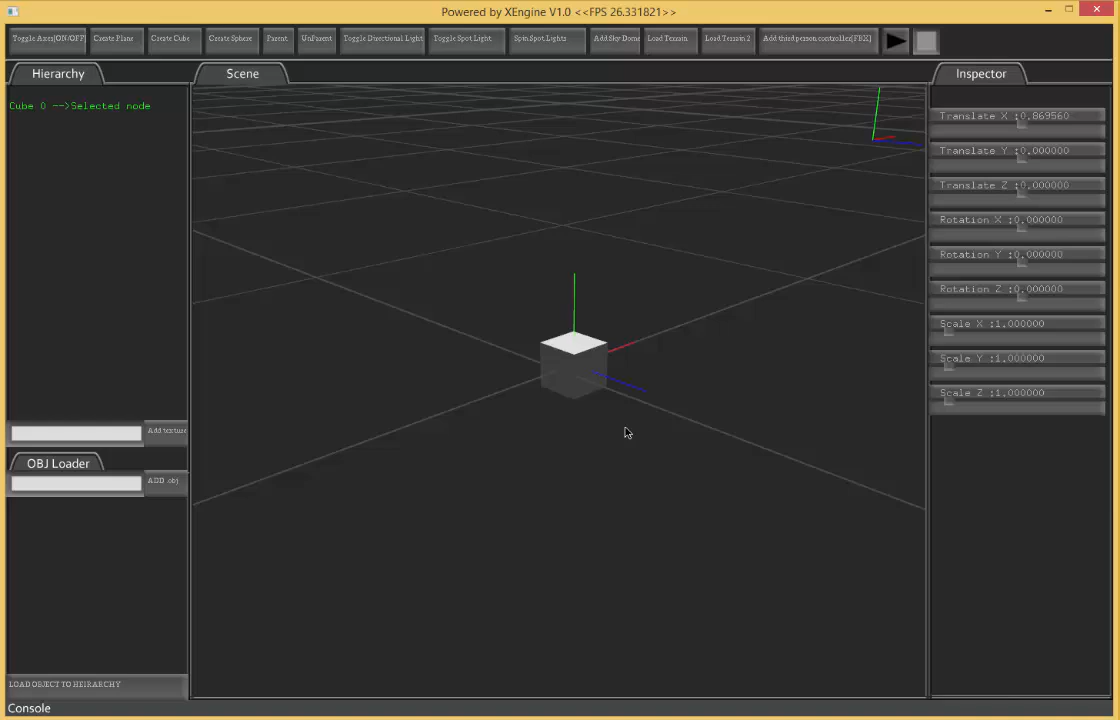 Powered by XEngine V1.0 <<FPS 26.331821>>
Toggle Axes[ON/OFF] Create Plane Create Cube Create Sphere Parent UnParent Toggle Directional Light Toggle Spot Light Spin Spot Lights Add Sky Dome Load Terrain Load Terrain 2 Add third person controller[FBX]
Hierarchy
Scene
Inspector
Cube 0 -->Selected node
Translate X :0.869560
Translate Y :0.000000
Translate Z :0.000000
Rotation X :0.000000
Rotation Y :0.000000
Rotation Z :0.000000
Scale X :1.000000
Scale Y :1.000000
Scale Z :1.000000
Add texture
OBJ Loader
ADD .obj
LOAD OBJECT TO HEIRARCHY
Console